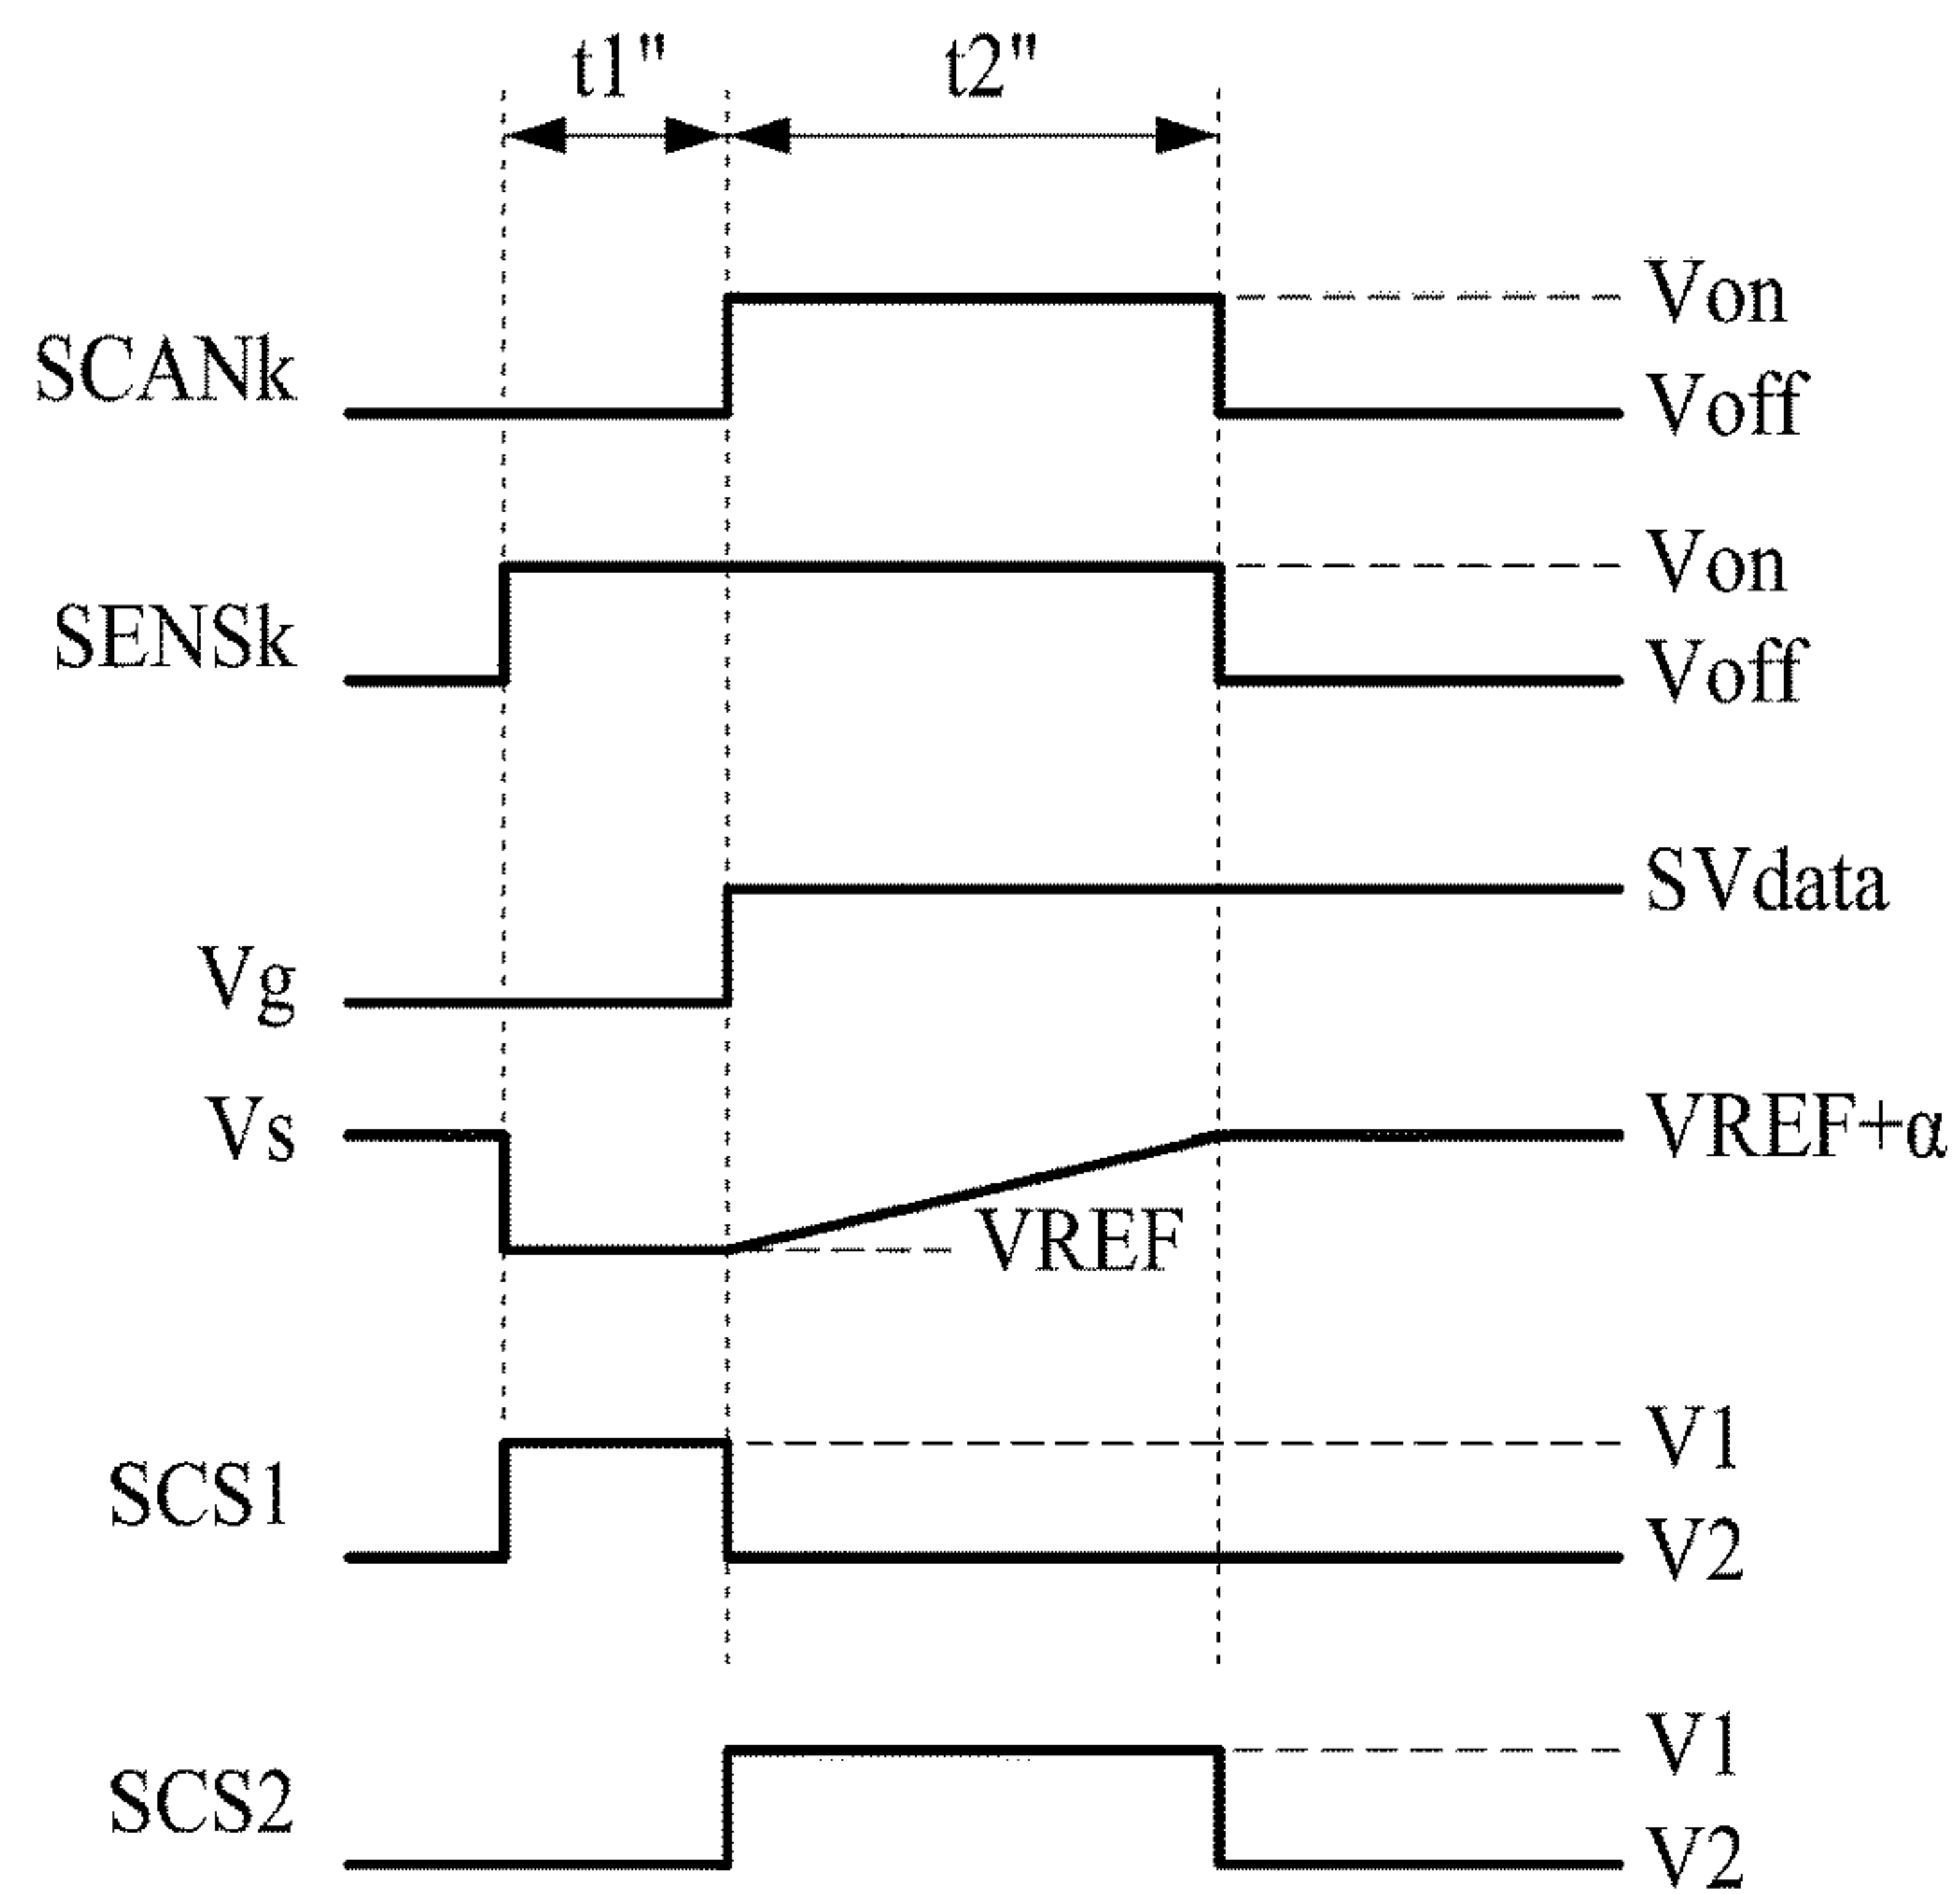 t1" t2"
Von
SCANk
Voff
Von
SENSk
Voff
SVdata
Vg
Vs
VREF+α
VREF
V1
SCS1
V2
V1
SCS2
V2